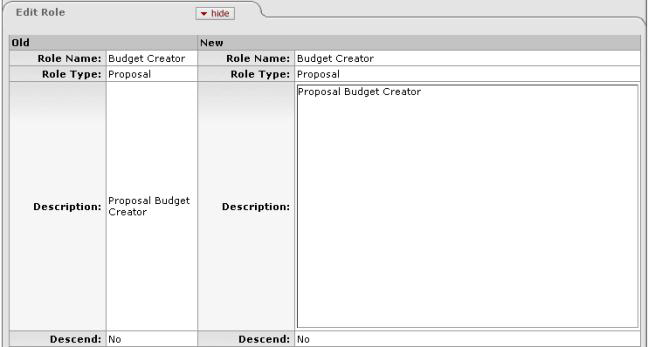 Edit Role hide
Old New
Role Name: Budget Creator Role Name: Budget Creator
Role Type: Proposal Role Type: Proposal
Proposal Budget Creator
Description: Proposal Budget
Creator Description:
Descend: No Descend: No